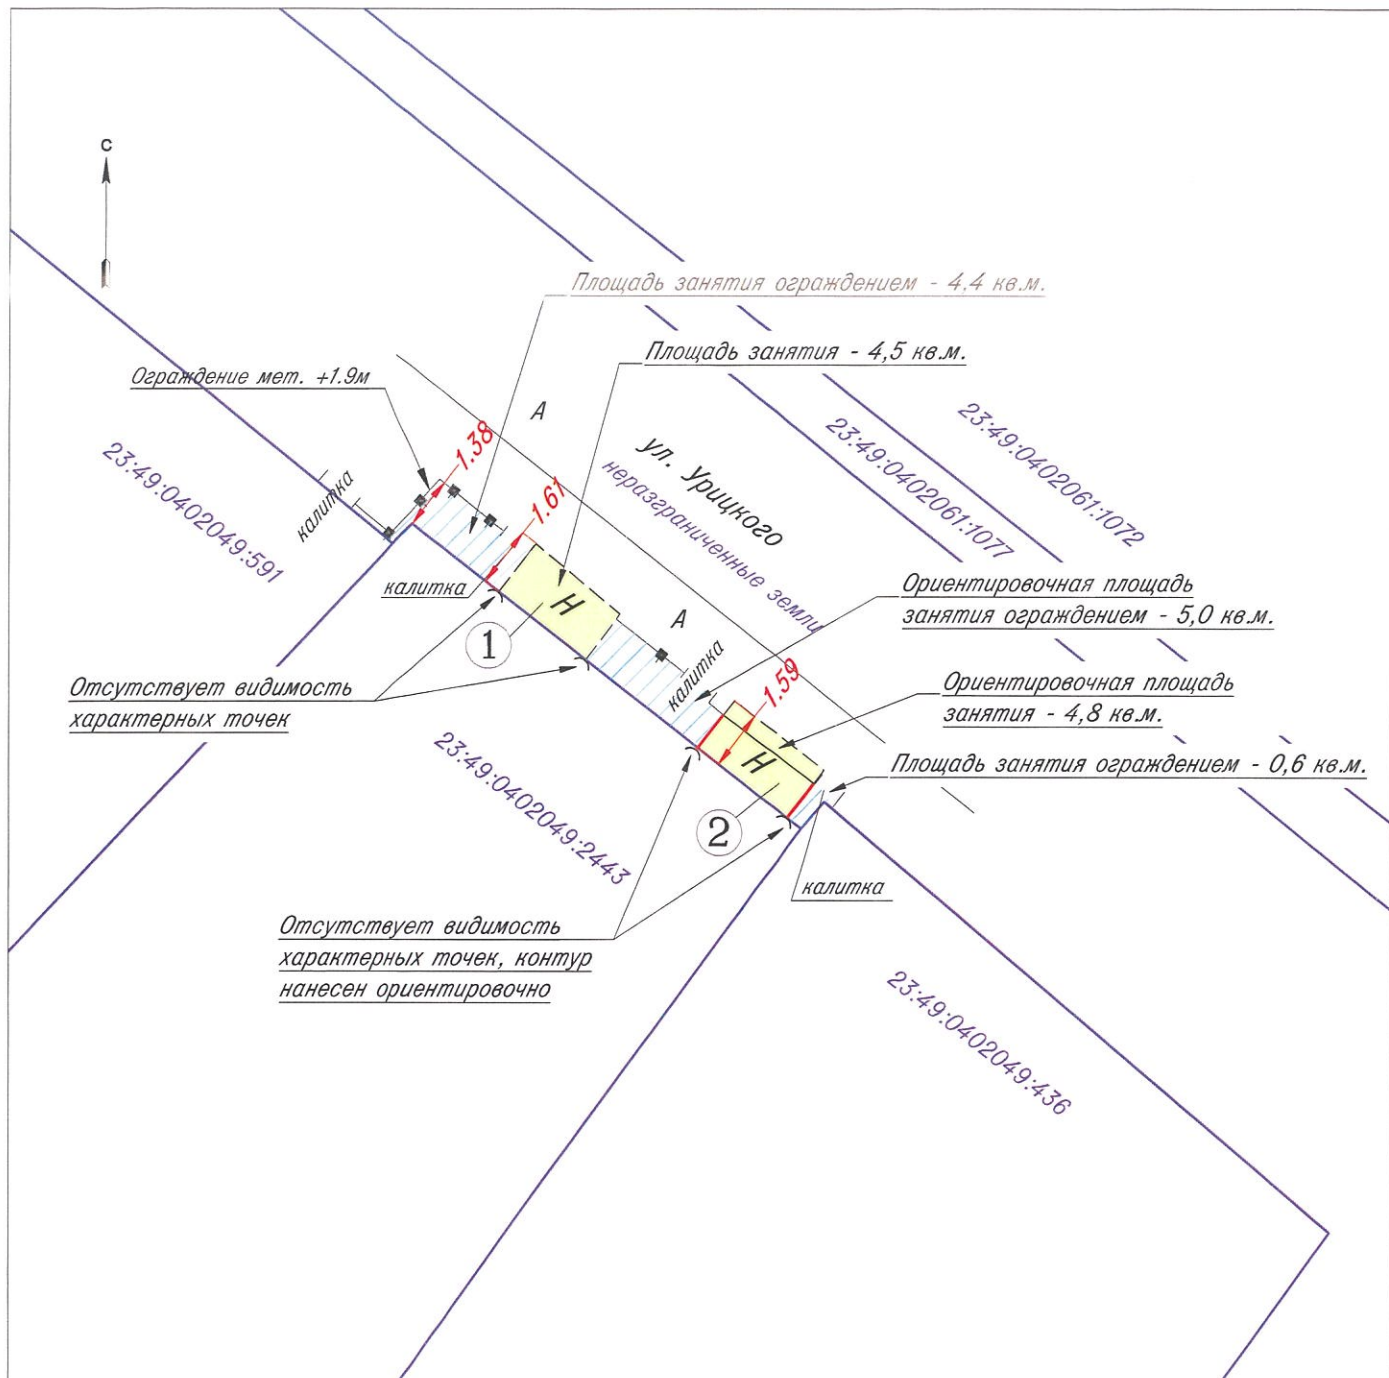 С
Площадь занятия ограждением - 4,4 кв.м.
Площадь занятия - 4,5 кв.м.
Ограждение мет. +1.9м
А
1.38
23:49:0402061:1072
23:49:0402061:1077
ул. Урицкого
неразграниченные земли
23:49:0402049:591
калитка
1.61
калитка
Н
1
А
калитка
Ориентировочная площадь
занятия ограждением - 5,0 кв.м.
1.59
Отсутствует видимость
характерных точек
Ориентировочная площадь
занятия - 4,8 кв.м.
Н
Площадь занятия ограждением - 0,6 кв.м.
23:49:0402049:2443
2
калитка
Отсутствует видимость
характерных точек, контур
нанесен ориентировочно
23:49:0402049:436